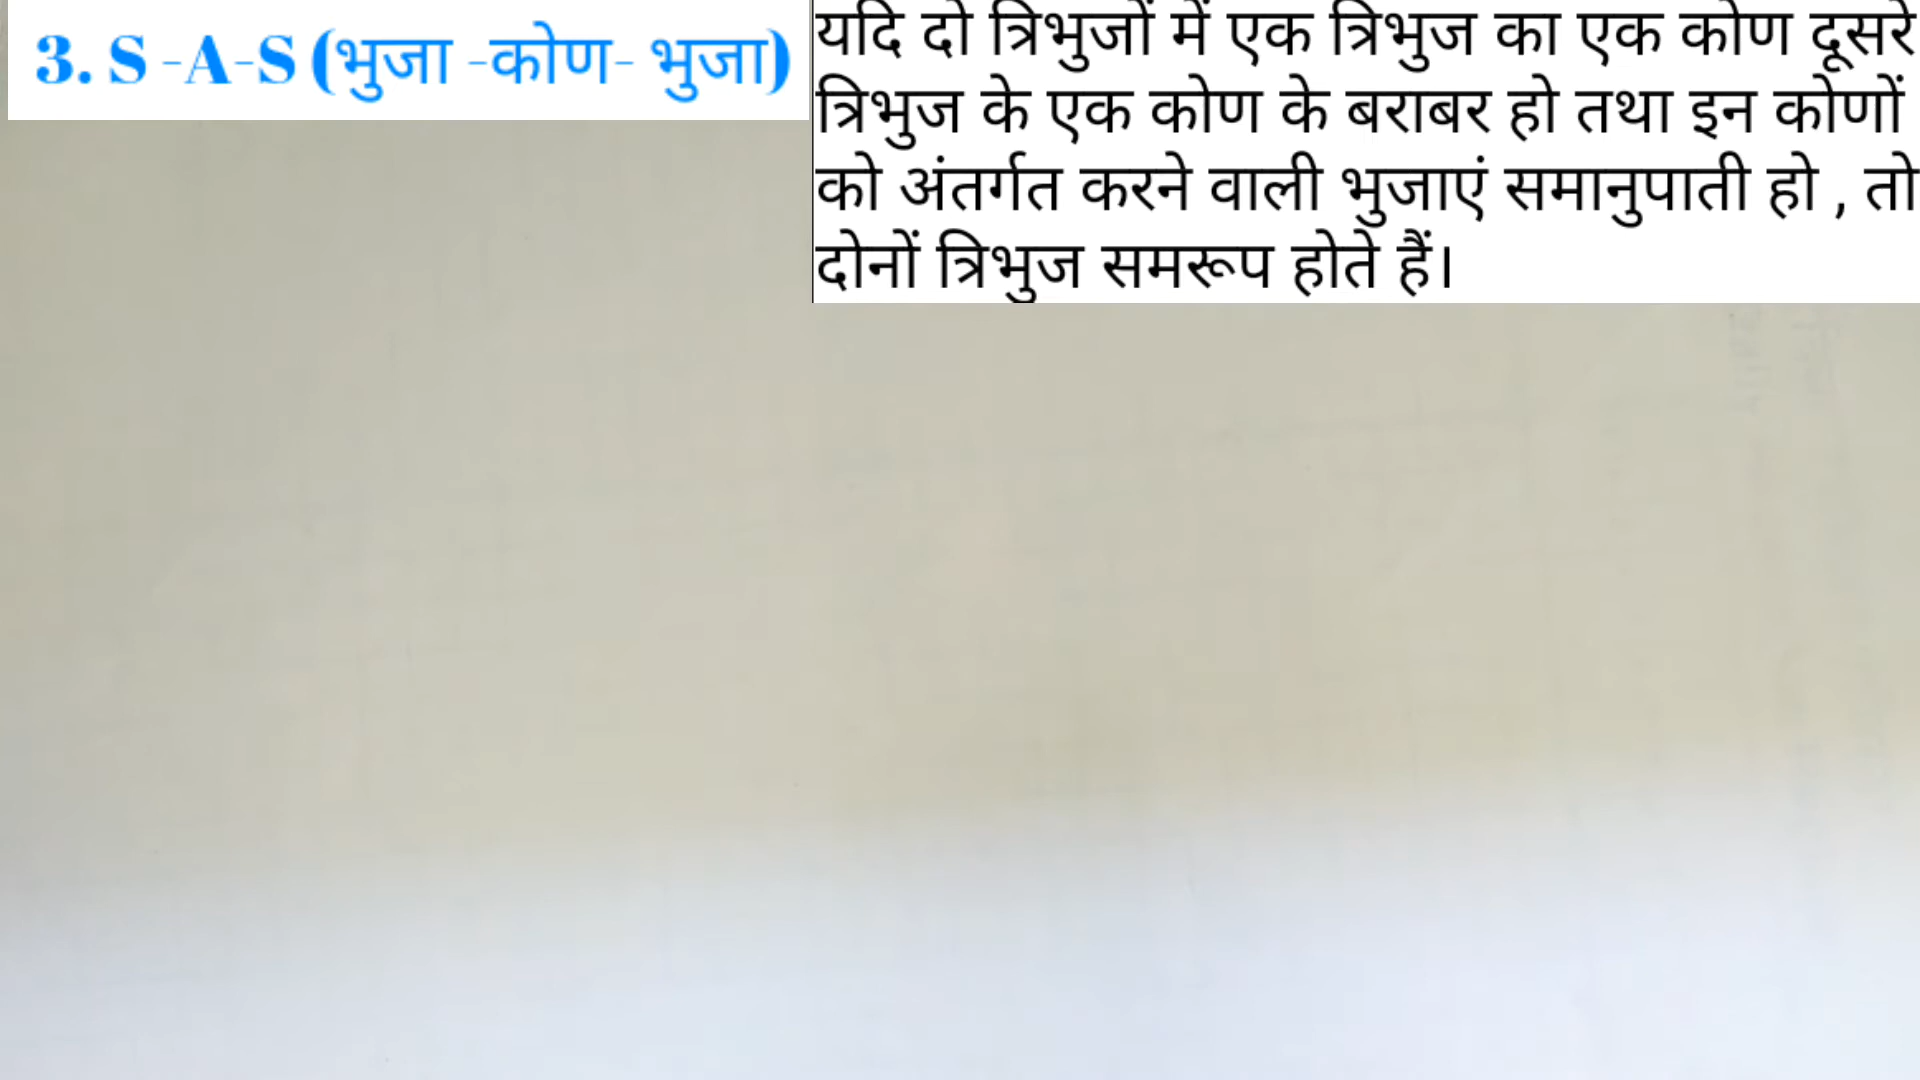 3. S -A-S (भुजा -कोण- भुजा)
यदि दो त्रिभुजों में एक त्रिभुज का एक कोण दूसरे
त्रिभुज के एक कोण के बराबर हो तथा इन कोणों
को अंतर्गत करने वाली भुजाएं समानुपाती हो , तो
दोनों त्रिभुज समरूप होते हैं।